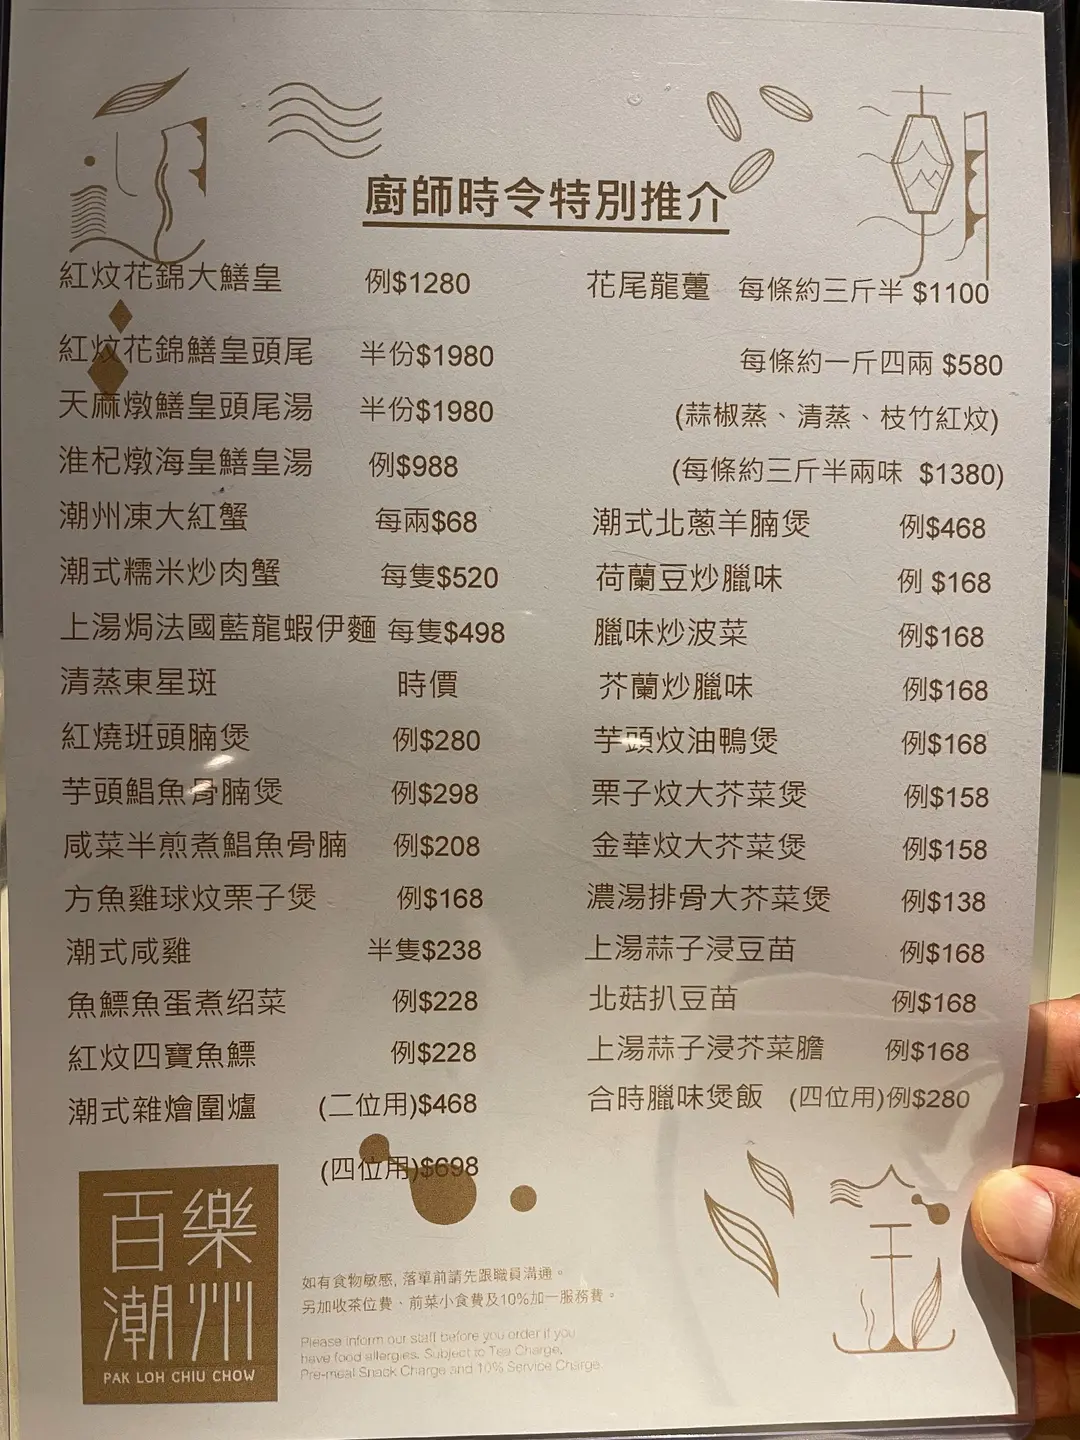 廚師時令特別推介
紅炆花錦大鱔皇 例$1280
紅炆花錦鱔皇頭尾 半份$1980
天麻燉鱔皇頭尾湯 半份$1980
淮杞燉海皇鱔皇湯 例$988
潮州凍大紅蟹 每兩$68
潮式糯米炒肉蟹 每隻$520
上湯焗法國藍龍蝦伊麵 每隻$498
清蒸東星斑 時價
紅燒班頭腩煲 例$280
芋頭鯧魚骨腩煲 例$298
咸菜半煎煮鯧魚骨腩 例$208
方魚雞球炆栗子煲 例$168
潮式咸雞 半隻$238
魚鰾魚蛋煮绍菜 例$228
紅炆四寶魚鰾 例$228
潮式雜燴圍爐 (二位用)$468
(四位用)$698
花尾龍躉 每條約三斤半 $1100
每條約一斤四兩 $580
(蒜椒蒸、清蒸、枝竹紅炆)
(每條約三斤半兩味 $1380)
潮式北蔥羊腩煲 例$468
荷蘭豆炒臘味 例 $168
臘味炒波菜 例$168
芥蘭炒臘味 例$168
芋頭炆油鴨煲 例$168
栗子炆大芥菜煲 例$158
金華炆大芥菜煲 例$158
濃湯排骨大芥菜煲 例$138
上湯蒜子浸豆苗 例$168
北菇扒豆苗 例$168
上湯蒜子浸芥菜膽 例$168
合時臘味煲飯 (四位用)例$280
百樂
潮州
PAK LOH CHIU CHOW
如有食物敏感, 落單前請先跟職員溝通。
另加收茶位費、前菜小食費及10%加一服務費。
Please inform our staff before you order if you
have food allergies. Subject to Tea Charge,
Pre-meal Snack Charge and 10% Service Charge